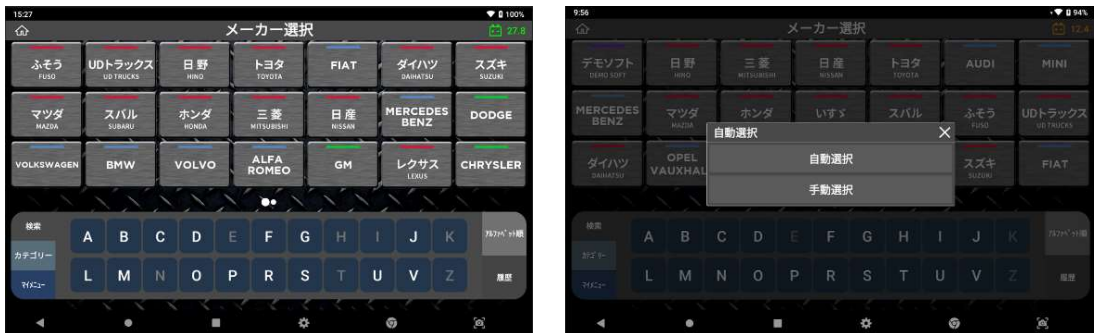 15:27
100%
メーカー選択
27.8
ふそう
FUSO
UDトラックス
UD TRUCKS
日野
HINO
トヨタ
TOYOTA
FIAT
ダイハツ
DAIHATSU
スズキ
SUZUKI
マツダ
MAZDA
スバル
SUBARU
ホンダ
HONDA
三菱
MITSUBISHI
日産
NISSAN
MERCEDES
BENZ
DODGE
VOLKSWAGEN
BMW
VOLVO
ALFA
ROMEO
GM
レクサス
LEXUS
CHRYSLER
検索
カテゴリー
マイメニュー
A B C D E F G H I J K
L M N O P R S T U V Z
アルファベット順
履歴
9:56
94%
メーカー選択
12.4
デモソフト
DEMO SOFT
日野
HINO
三菱
MITSUBISHI
日産
NISSAN
トヨタ
TOYOTA
AUDI
MINI
MERCEDES
BENZ
マツダ
MAZDA
ホンダ
いすゞ
スバル
ふそう
FUSO
UDトラックス
UD TRUCKS
自動選択
自動選択
手動選択
ダイハツ
DAIHATSU
OPEL
VAUXHAL
スズキ
SUZUKI
FIAT
検索
カテゴリー
マイメニュー
A B C D E F G H I J K
L M N O P R S T U V Z
アルファベット順
履歴